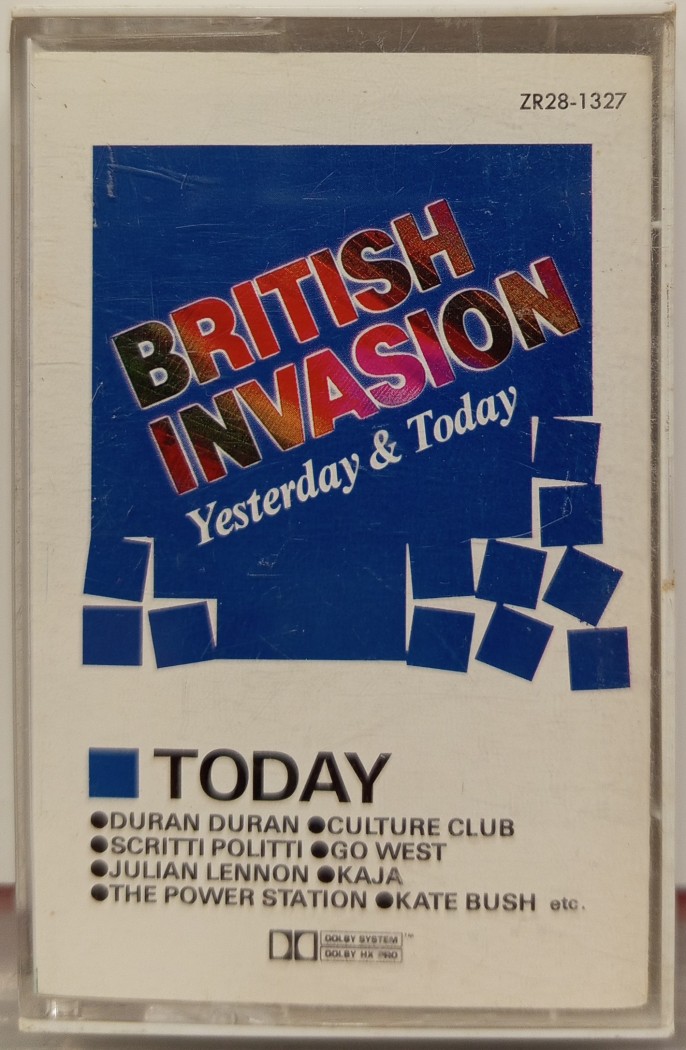 ZR28-1327
BRITISH
INVASION
Yesterday & Today
TODAY
●DURAN DURAN ●CULTURE CLUB
●SCRITTI POLITTI ●GO WEST
●JULIAN LENNON ●KAJA
●THE POWER STATION ●KATE BUSH etc.
DOLBY SYSTEM™
DOLBY HX PRO